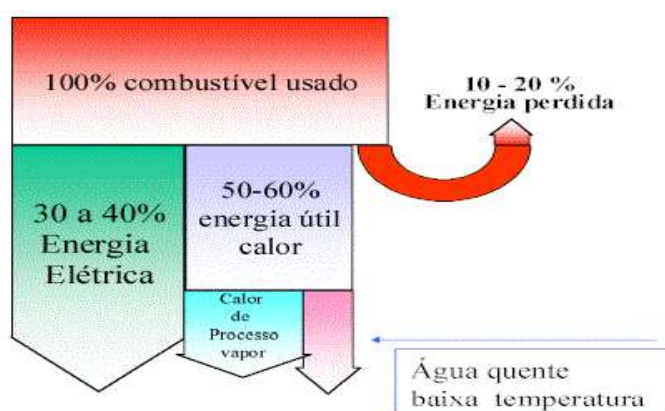 100% combustível usado
10 - 20 %
Energia perdida
30 a 40%
Energia
Elétrica
50-60%
energia útil
calor
Calor
de
Processo
vapor
Água quente
baixa temperatura